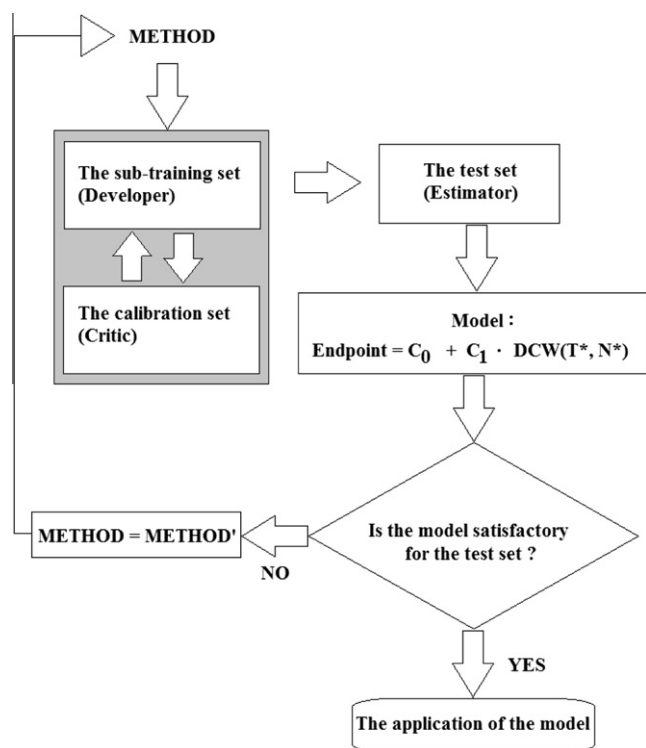 METHOD
The sub-training set
(Developer)
The calibration set
(Critic)
The test set
(Estimator)
Model :
Endpoint = C0 + C1 · DCW(T*, N*)
Is the model satisfactory
for the test set ?
NO
METHOD = METHOD'
YES
The application of the model